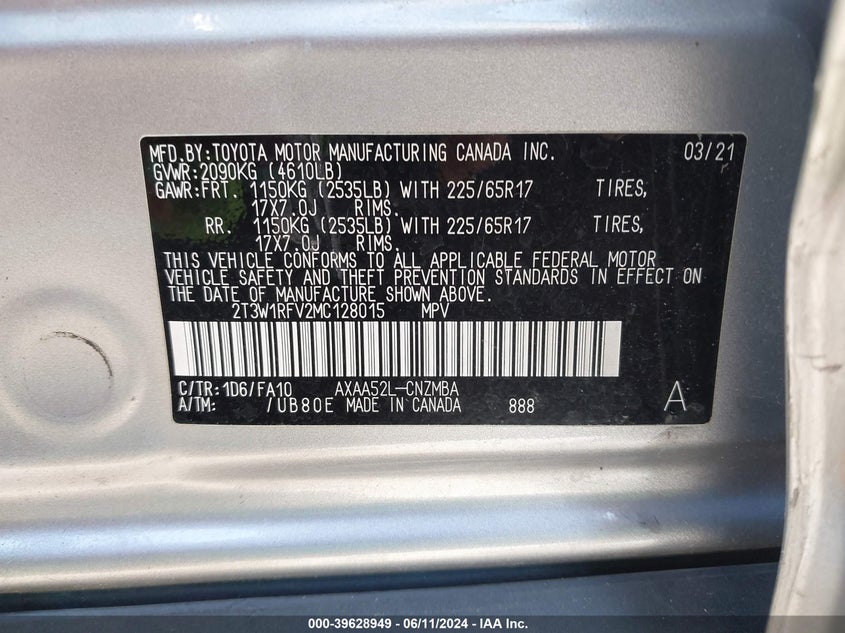 MFD.BY:TOYOTA MOTOR MANUFACTURING CANADA INC. 03/21
GVWR:2090KG (4610LB)
GAWR:FRT. 1150KG (2535LB) WITH 225/65R17 TIRES,
17X7.0J RIMS.
RR. 1150KG (2535LB) WITH 225/65R17 TIRES,
17X7.0J RIMS.
THIS VEHICLE CONFORMS TO ALL APPLICABLE FEDERAL MOTOR
VEHICLE SAFETY AND THEFT PREVENTION STANDARDS IN EFFECT ON
THE DATE OF MANUFACTURE SHOWN ABOVE.
2T3W1RFV2MC128015 MPV
C/TR:1D6/FA10 AXAA52L-CNZMBA
A/TM: /UB80E MADE IN CANADA 888 A
000-39628949 - 06/11/2024 - IAA Inc.